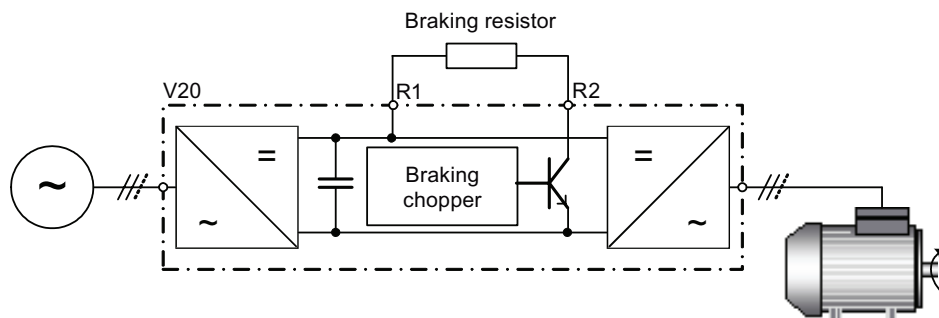 Braking resistor
V20
R1
R2
=
=
Braking
chopper
~
~
~